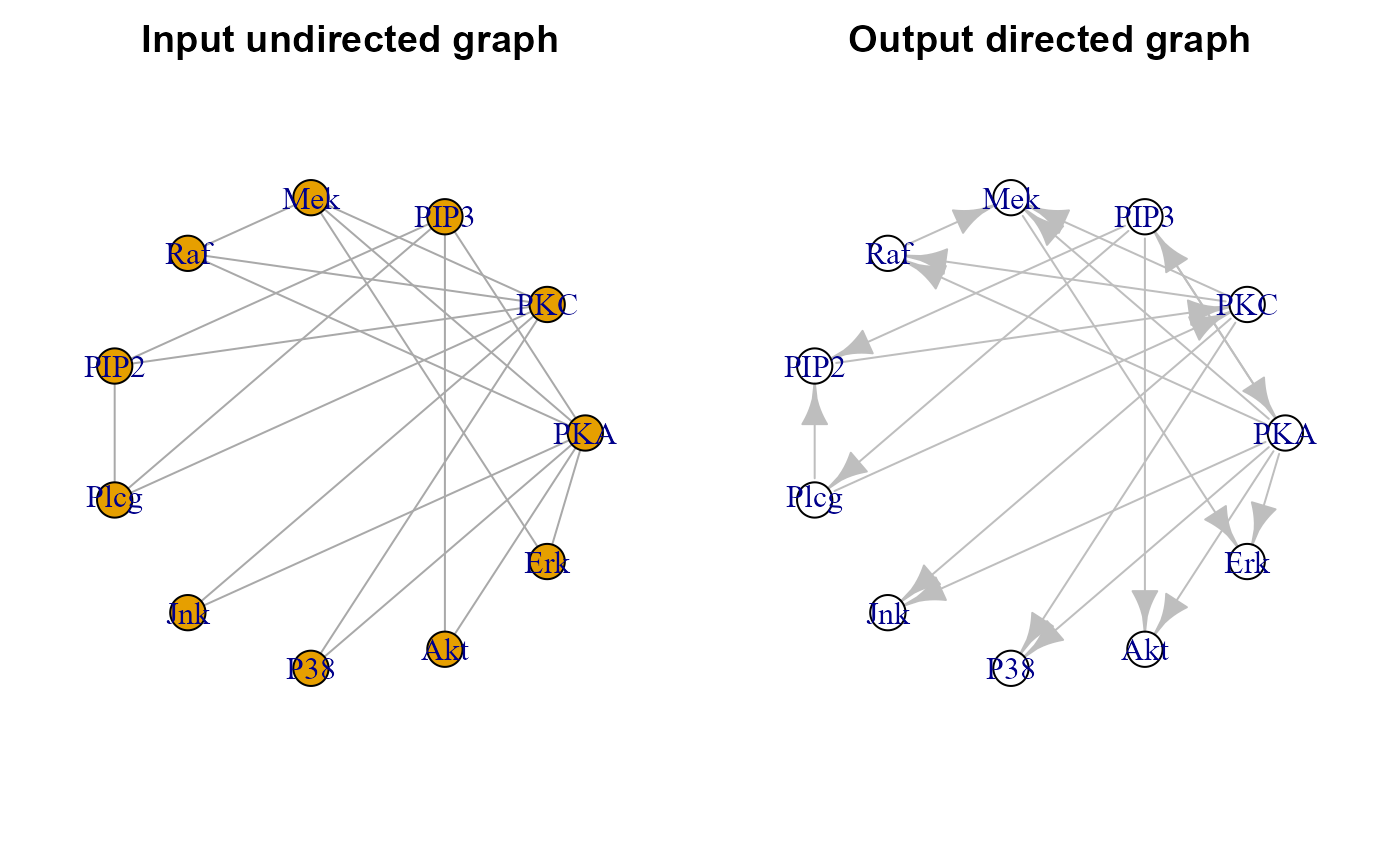 Input undirected graph
Mek
PIP3
Raf
PKC
PIP2
PKA
Plcg
Erk
Jnk
Akt
P38
Output directed graph
Mek
PIP3
Raf
PKC
PIP2
PKA
Plcg
Erk
Jnk
Akt
P38